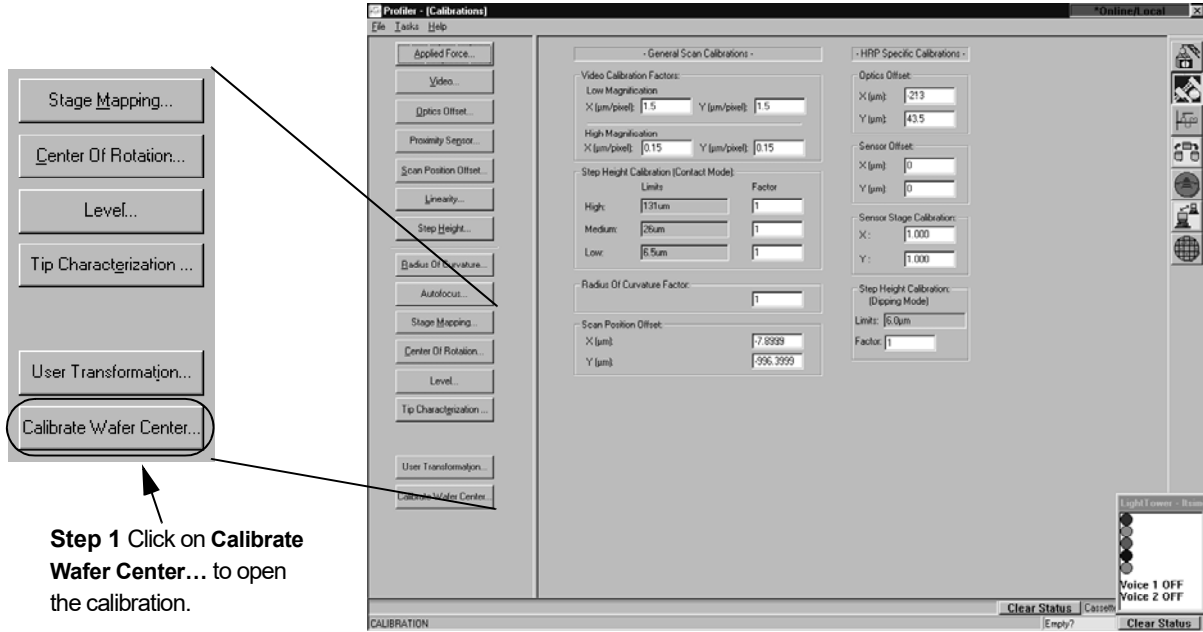 Stage Mapping...
Center Of Rotation...
Level...
Tip Characterization ...
User Transformation...
Calibrate Wafer Center...
Step 1 Click on Calibrate
Wafer Center… to open
the calibration.
Profiler - [Calibrations]
*Online/Local
File Tasks Help
Applied Force...
Video...
Optics Offset...
Proximity Sensor...
Scan Position Offset...
Linearity...
Step Height...
Radius Of Curvature...
Autofocus...
Stage Mapping...
Center Of Rotation...
Level...
Tip Characterization ...
User Transformation...
Calibrate Wafer Center...
- General Scan Calibrations -
Video Calibration Factors:
Low Magnification
X (µm/pixel): 1.5 Y (µm/pixel): 1.5
High Magnification
X (µm/pixel): 0.15 Y (µm/pixel): 0.15
Step Height Calibration (Contact Mode):
Limits Factor
High: 131um 1
Medium: 26um 1
Low: 6.5um 1
Radius Of Curvature Factor:
1
Scan Position Offset:
X (µm): -7.8999
Y (µm): -996.3999
- HRP Specific Calibrations -
Optics Offset:
X (µm): -213
Y (µm): 43.5
Sensor Offset:
X (µm): 0
Y (µm): 0
Sensor Stage Calibration:
X : 1.000
Y : 1.000
Step Height Calibration:
(Dipping Mode)
Limits: 6.0µm
Factor: 1
LightTower -
Voice 1 OFF
Voice 2 OFF
Clear Status
Clear Status
CALIBRATION
Empty?